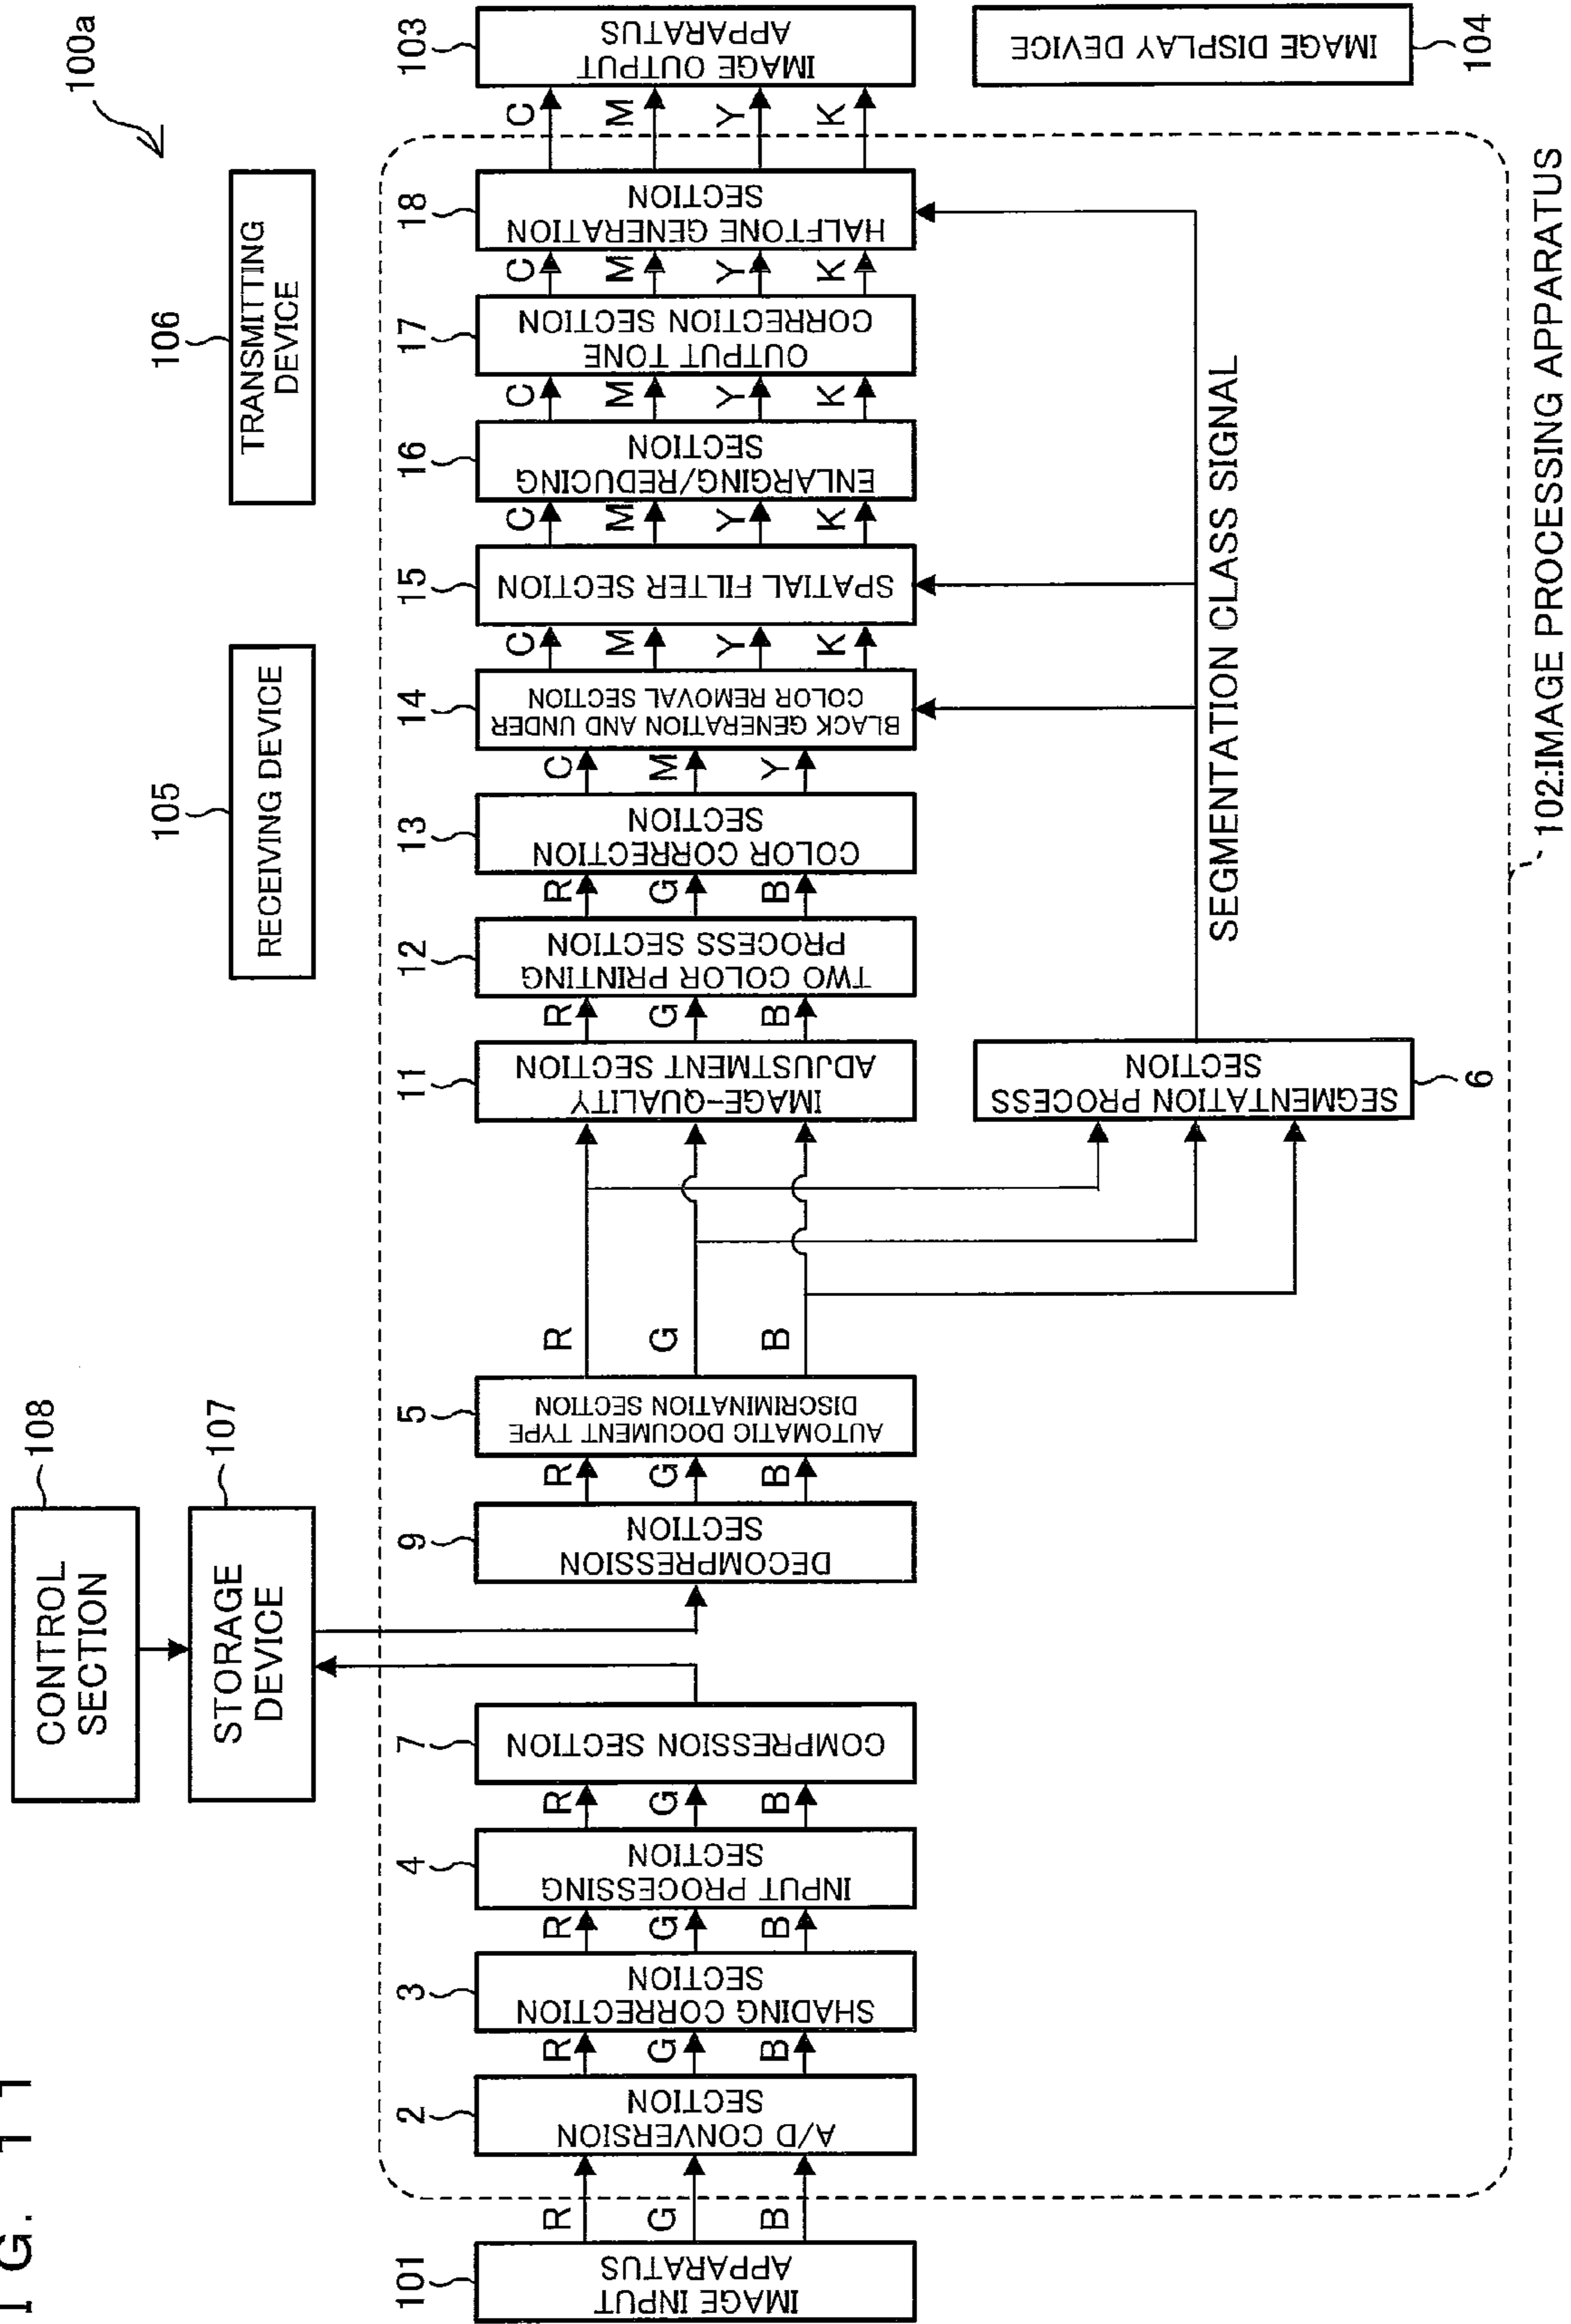 FIG. 11
100a
108
CONTROL
SECTION
107
STORAGE
DEVICE
105
RECEIVING DEVICE
106
TRANSMITTING
DEVICE
101
IMAGE INPUT
APPARATUS
R
G
B
2
A/D CONVERSION
SECTION
R
G
B
3
SHADING CORRECTION
SECTION
R
G
B
4
INPUT PROCESSING
SECTION
R
G
B
7
COMPRESSION SECTION
9
DECOMPRESSION
SECTION
R
G
B
5
AUTOMATIC DOCUMENT TYPE
DISCRIMINATION SECTION
R
G
B
11
IMAGE-QUALITY
ADJUSTMENT SECTION
R
G
B
12
TWO COLOR PRINTING
PROCESS SECTION
R
G
B
13
COLOR CORRECTION
SECTION
C
M
Y
14
BLACK GENERATION AND UNDER
COLOR REMOVAL SECTION
C
M
Y
K
15
SPATIAL FILTER SECTION
C
M
Y
K
16
ENLARGING/REDUCING
SECTION
C
M
Y
K
17
OUTPUT TONE
CORRECTION SECTION
C
M
Y
K
18
HALFTONE GENERATION
SECTION
C
M
Y
K
103
IMAGE OUTPUT
APPARATUS
SEGMENTATION PROCESS
SECTION
6
SEGMENTATION CLASS SIGNAL
IMAGE DISPLAY DEVICE
104
102:IMAGE PROCESSING APPARATUS